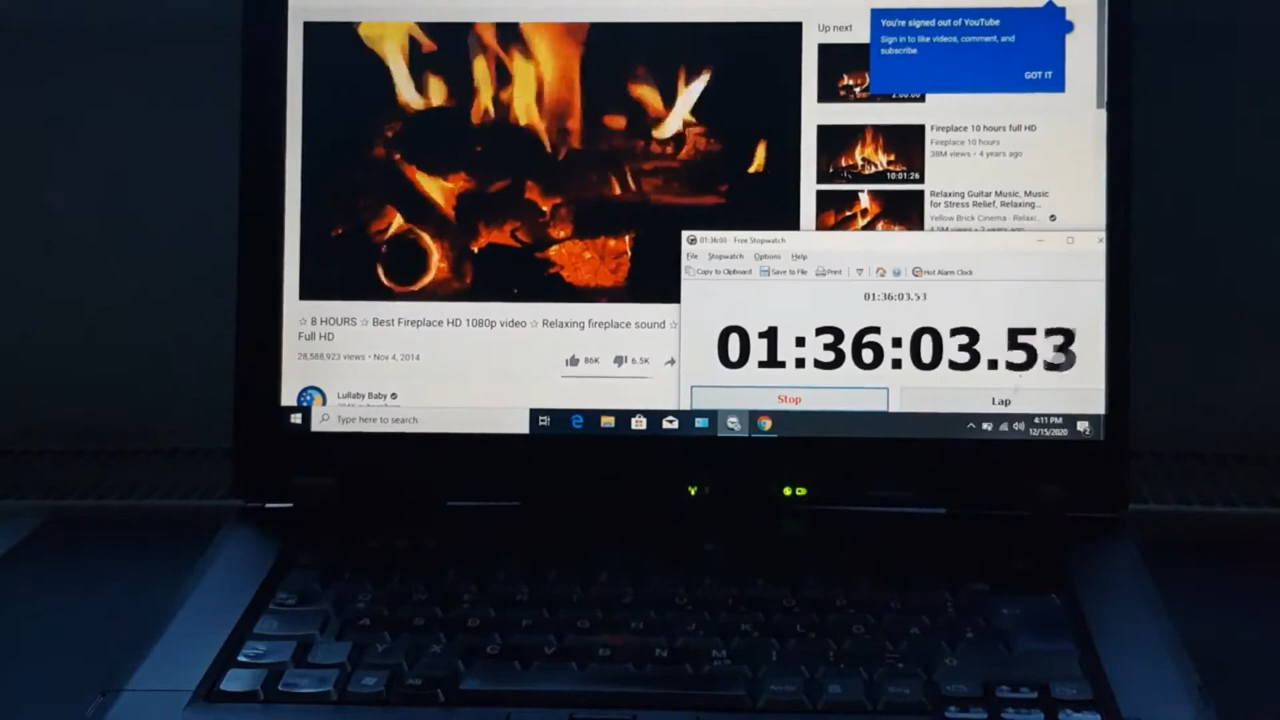 You're signed out of YouTube
Sign in to like videos, comment, and
subscribe.
GOT IT
Up next
Fireplace 10 hours full HD
Fireplace 10 hours
38M views • 4 years ago
10:01:26
Relaxing Guitar Music, Music
for Stress Relief, Relaxing...
Yellow Brick Cinema - Relaxi...
☆ 8 HOURS ☆ Best Fireplace HD 1080p video ☆ Relaxing fireplace sound ☆
Full HD
28,588,923 views • Nov 4, 2014
86K
6.5K
Lullaby Baby
01:36:03 - Free Stopwatch
File Stopwatch Options Help
Copy to Clipboard Save to File Print Hot Alarm Clock
01:36:03.53
01:36:03.53
Stop Lap
Type here to search
4:11 PM
12/15/2020
A S D F G H J K L
Y X C V B N M